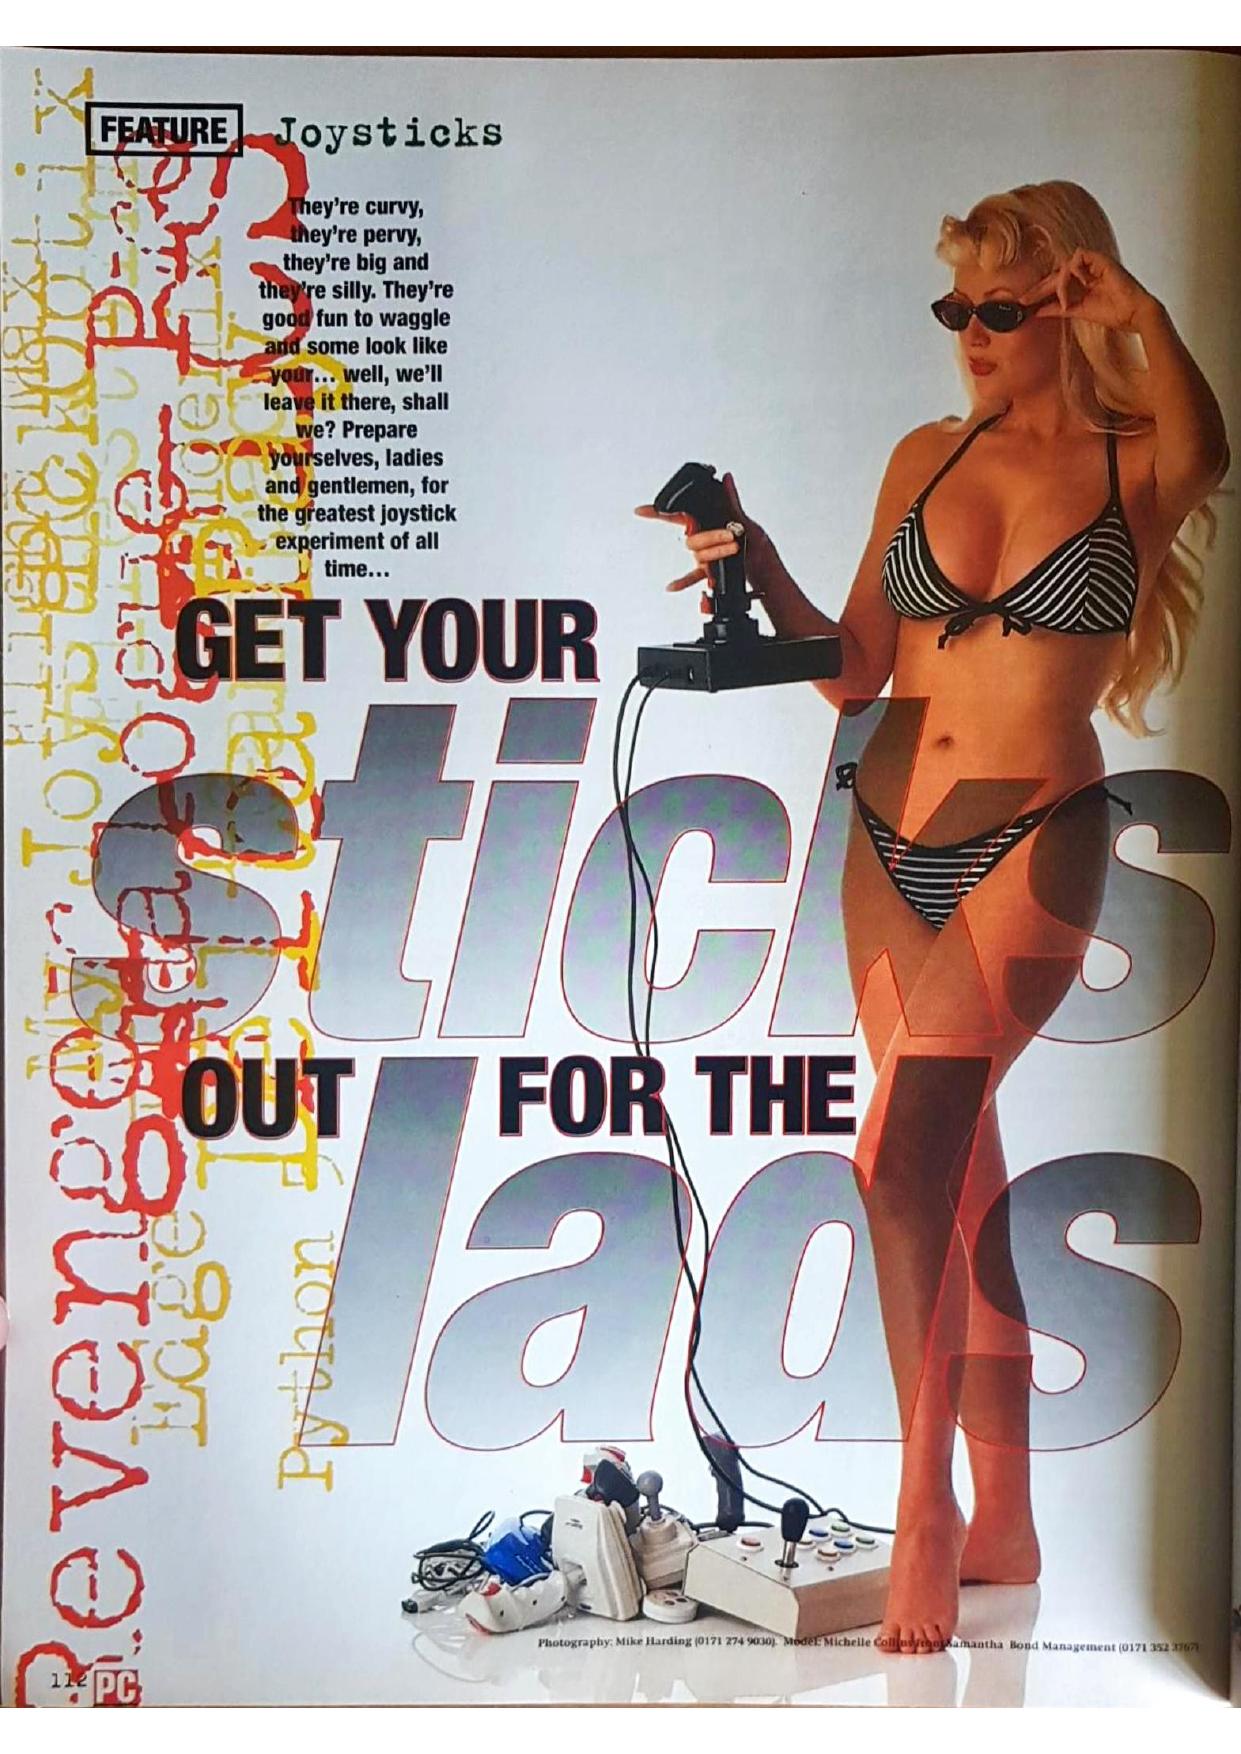 FEATURE Joysticks
They're curvy,
they're pervy,
they're big and
they're silly. They're
good fun to waggle
and some look like
your... well, we'll
leave it there, shall
we? Prepare
yourselves, ladies
and gentlemen, for
the greatest joystick
experiment of all
time...
GET YOUR
sticks
OUT FOR THE
lads
Revenge
Python
Photography: Mike Harding (0171 274 9030). Model: Michelle Collins from Samantha Bond Management (0171 352 3767)
112 PC